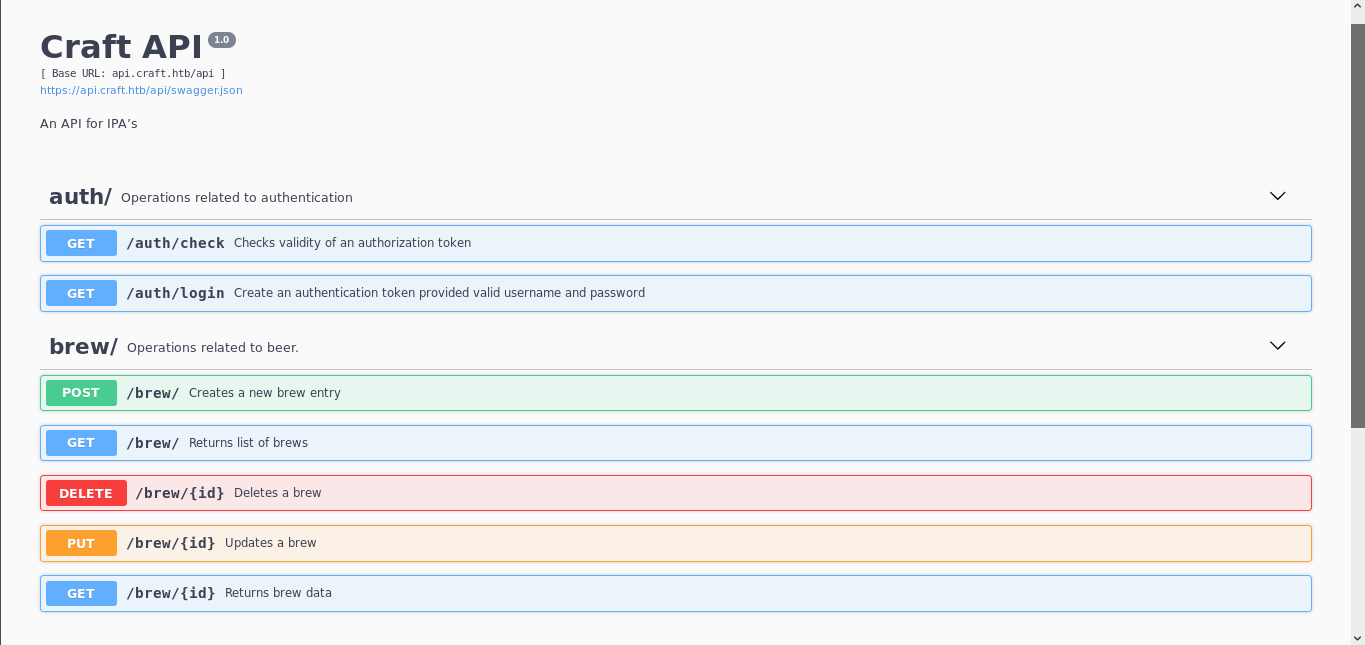 Craft API 1.0
[ Base URL: api.craft.htb/api ]
https://api.craft.htb/api/swagger.json
An API for IPA’s
auth/ Operations related to authentication
GET /auth/check Checks validity of an authorization token
GET /auth/login Create an authentication token provided valid username and password
brew/ Operations related to beer.
POST /brew/ Creates a new brew entry
GET /brew/ Returns list of brews
DELETE /brew/{id} Deletes a brew
PUT /brew/{id} Updates a brew
GET /brew/{id} Returns brew data